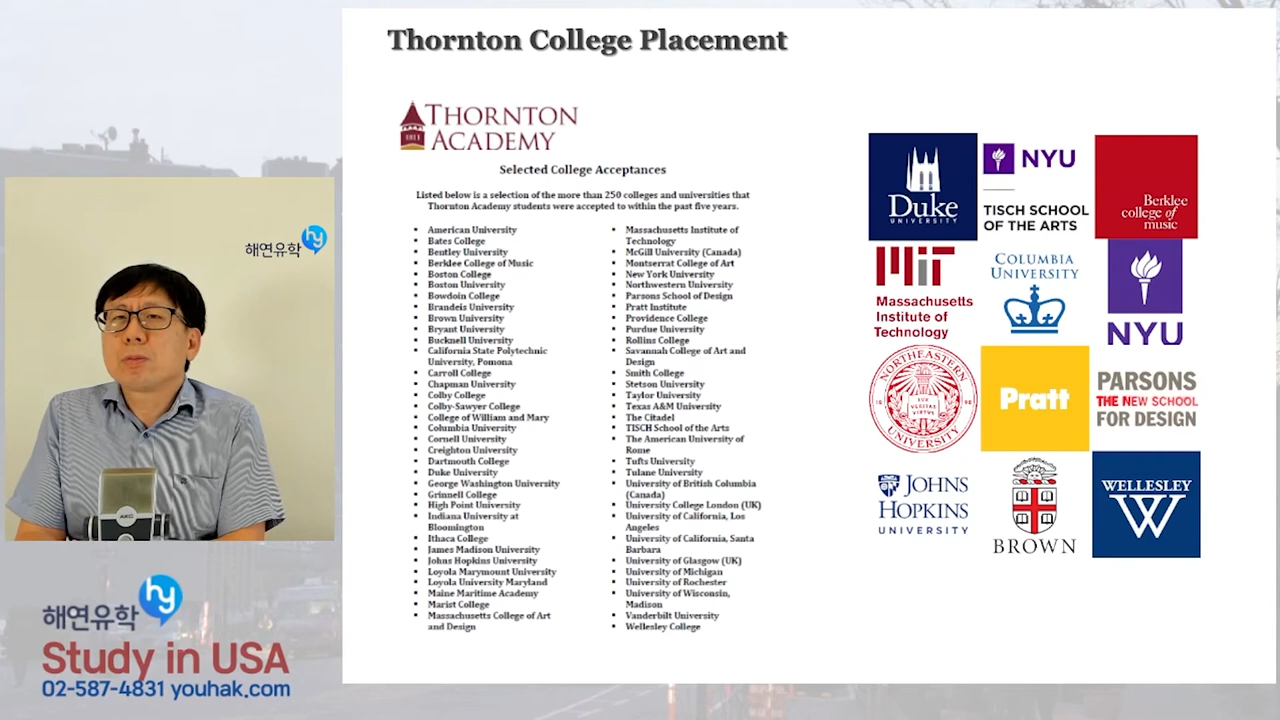 Thornton College Placement
THORNTON
ACADEMY
1811
Selected College Acceptances
Listed below is a selection of the more than 250 colleges and universities that
Thornton Academy students were accepted to within the past five years.
▪ American University
▪ Bates College
▪ Bentley University
▪ Berklee College of Music
▪ Boston College
▪ Boston University
▪ Bowdoin College
▪ Brandeis University
▪ Brown University
▪ Bryant University
▪ Bucknell University
▪ California State Polytechnic
University, Pomona
▪ Carroll College
▪ Chapman University
▪ Colby College
▪ Colby-Sawyer College
▪ College of William and Mary
▪ Columbia University
▪ Cornell University
▪ Creighton University
▪ Dartmouth College
▪ Duke University
▪ George Washington University
▪ Grinnell College
▪ High Point University
▪ Indiana University at
Bloomington
▪ Ithaca College
▪ James Madison University
▪ Johns Hopkins University
▪ Loyola Marymount University
▪ Loyola University Maryland
▪ Maine Maritime Academy
▪ Marist College
▪ Massachusetts College of Art
and Design
▪ Massachusetts Institute of
Technology
▪ McGill University (Canada)
▪ Montserrat College of Art
▪ New York University
▪ Northwestern University
▪ Parsons School of Design
▪ Pratt Institute
▪ Providence College
▪ Purdue University
▪ Rollins College
▪ Savannah College of Art and
Design
▪ Smith College
▪ Stetson University
▪ Taylor University
▪ Texas A&M University
▪ The Citadel
▪ TISCH School of the Arts
▪ The American University of
Rome
▪ Tufts University
▪ Tulane University
▪ University of British Columbia
(Canada)
▪ University College London (UK)
▪ University of California, Los
Angeles
▪ University of California, Santa
Barbara
▪ University of Glasgow (UK)
▪ University of Michigan
▪ University of Rochester
▪ University of Wisconsin,
Madison
▪ Vanderbilt University
▪ Wellesley College
Duke
UNIVERSITY
NYU
TISCH SCHOOL
OF THE ARTS
Berklee
college of
music
MIT
Massachusetts
Institute of
Technology
COLUMBIA
UNIVERSITY
NYU
NORTHEASTERN
UNIVERSITY
LUX
VERITAS
VIRTUS
1898
Pratt
PARSONS
THE NEW SCHOOL
FOR DESIGN
JOHNS
HOPKINS
UNIVERSITY
BROWN
WELLESLEY
W
해연유학 hy
AKG
해연유학 hy
Study in USA
02-587-4831 youhak.com